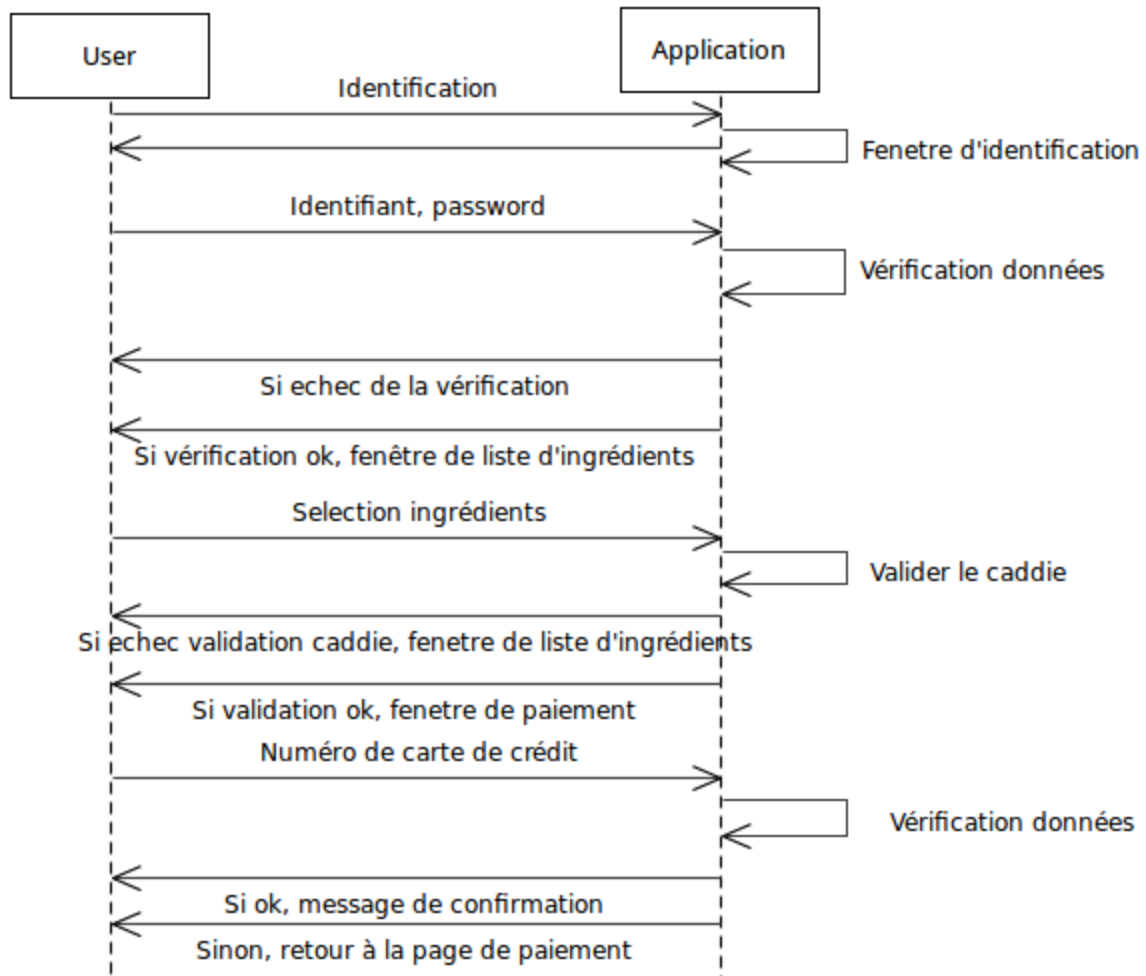 User
Application
Identification
Fenetre d'identification
Identifiant, password
Vérification données
Si echec de la vérification
Si vérification ok, fenêtre de liste d'ingrédients
Selection ingrédients
Valider le caddie
Si echec validation caddie, fenetre de liste d'ingrédients
Si validation ok, fenetre de paiement
Numéro de carte de crédit
Vérification données
Si ok, message de confirmation
Sinon, retour à la page de paiement